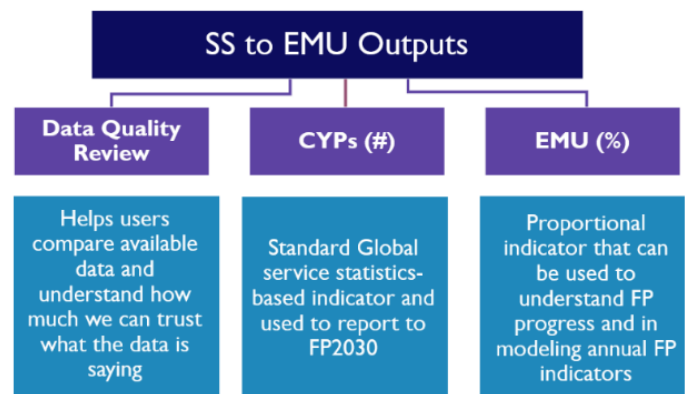 SS to EMU Outputs
Data Quality
Review
CYPs (#)
EMU (%)
Helps users
compare available
data and
understand how
much we can trust
what the data is
saying
Standard Global
service statistics-
based indicator and
used to report to
FP2030
Proportional
indicator that can
be used to
understand FP
progress and in
modeling annual FP
indicators